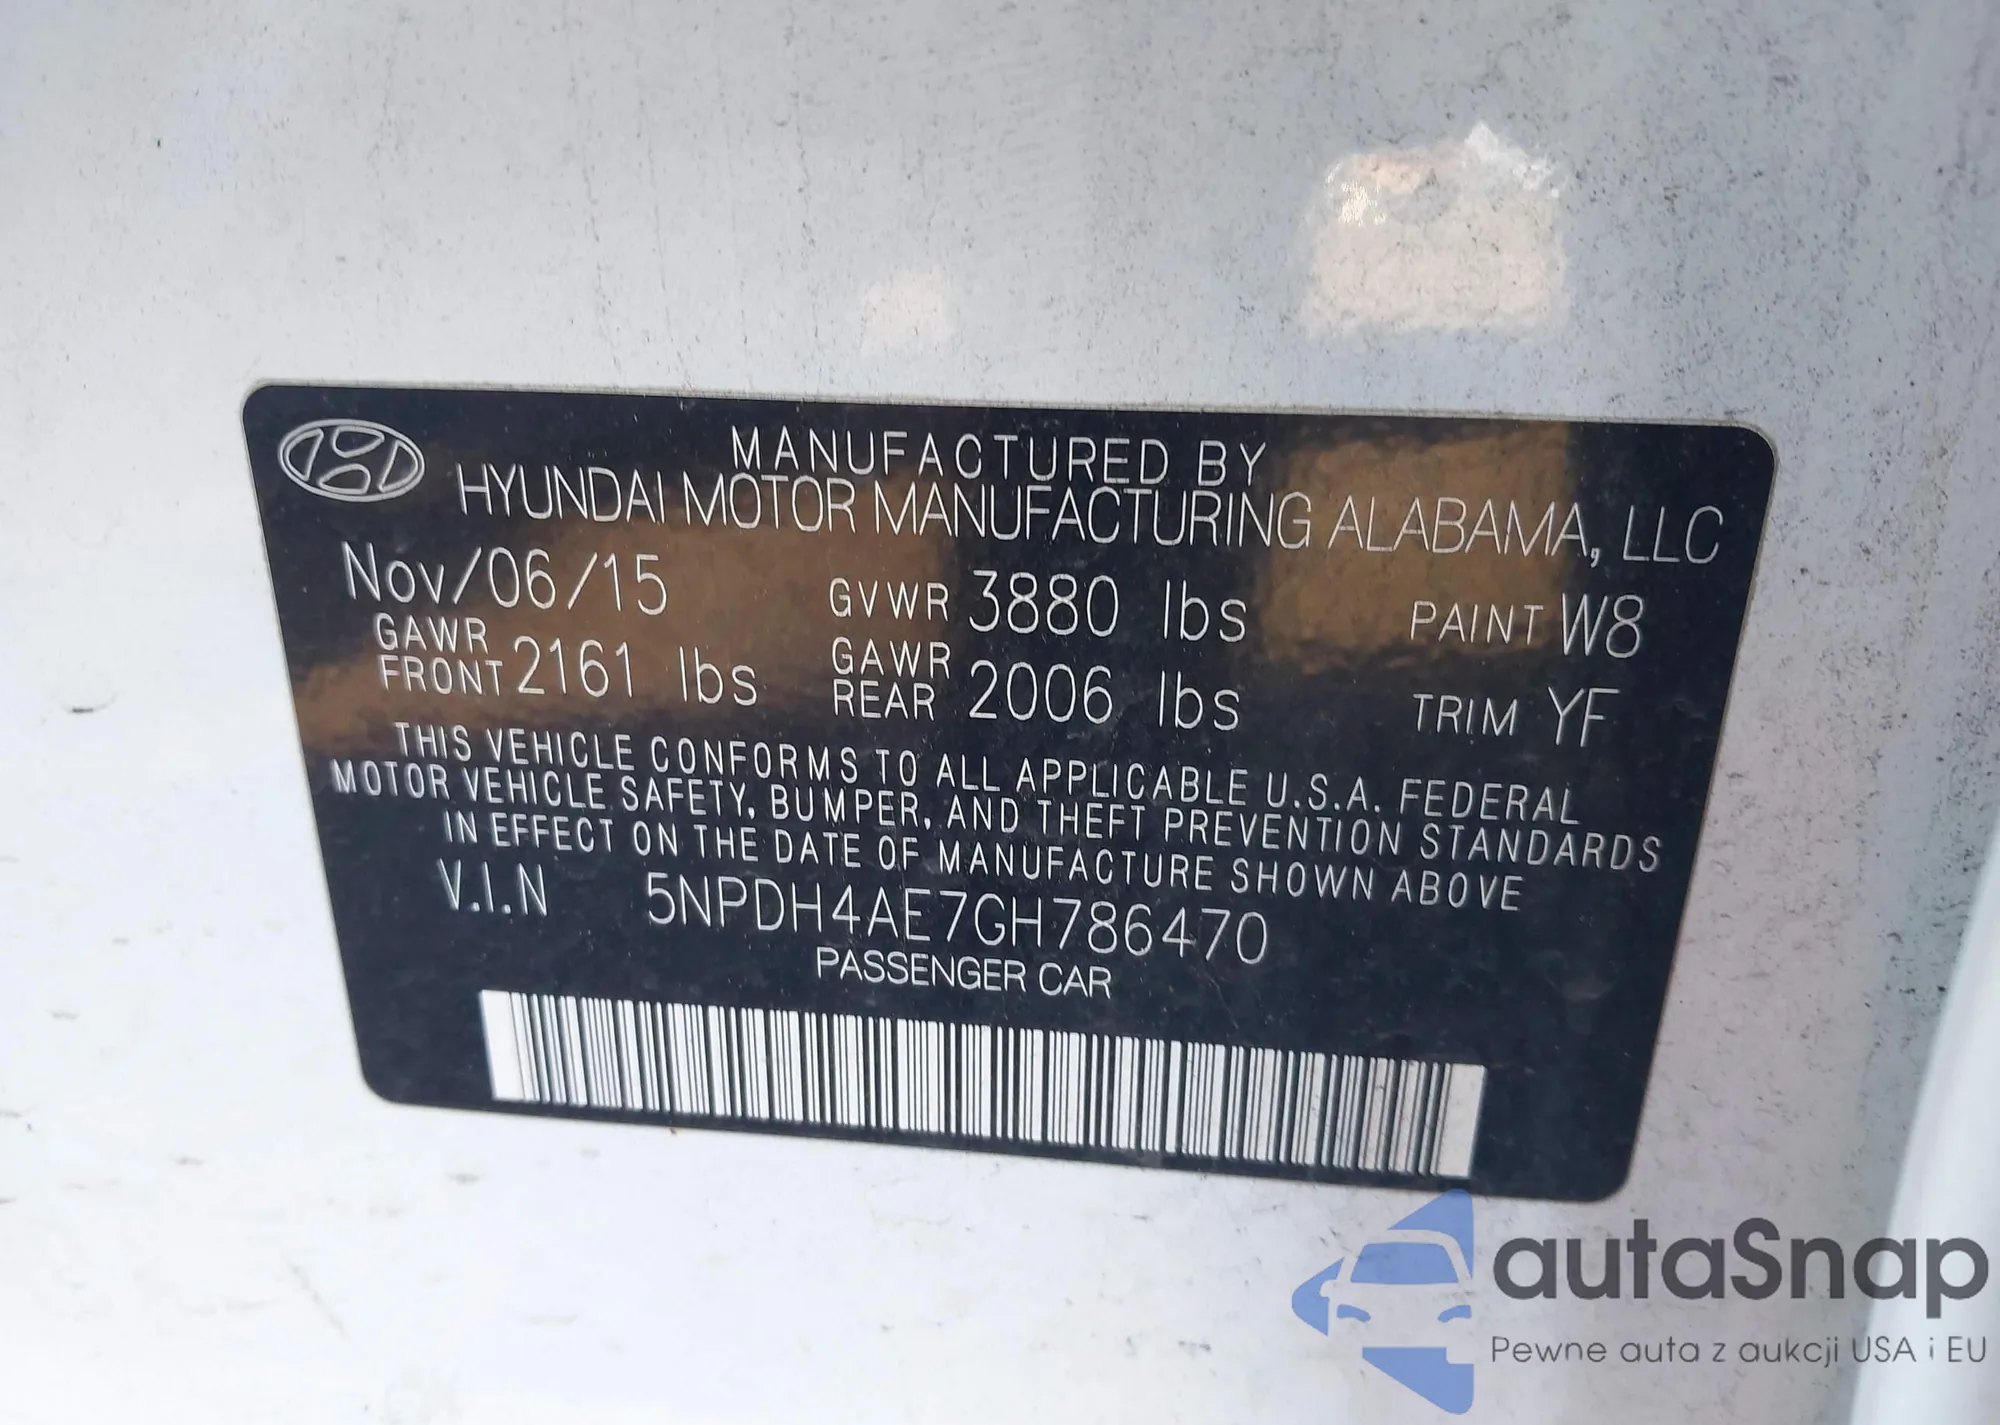 MANUFACTURED BY
HYUNDAI MOTOR MANUFACTURING ALABAMA, LLC
Nov/06/15 GVWR 3880 lbs PAINT W8
GAWR FRONT 2161 lbs GAWR REAR 2006 lbs TRIM YF
THIS VEHICLE CONFORMS TO ALL APPLICABLE U.S.A. FEDERAL
MOTOR VEHICLE SAFETY, BUMPER, AND THEFT PREVENTION STANDARDS
IN EFFECT ON THE DATE OF MANUFACTURE SHOWN ABOVE
V.I.N 5NPDH4AE7GH786470
PASSENGER CAR
autaSnap
Pewne auta z aukcji USA i EU